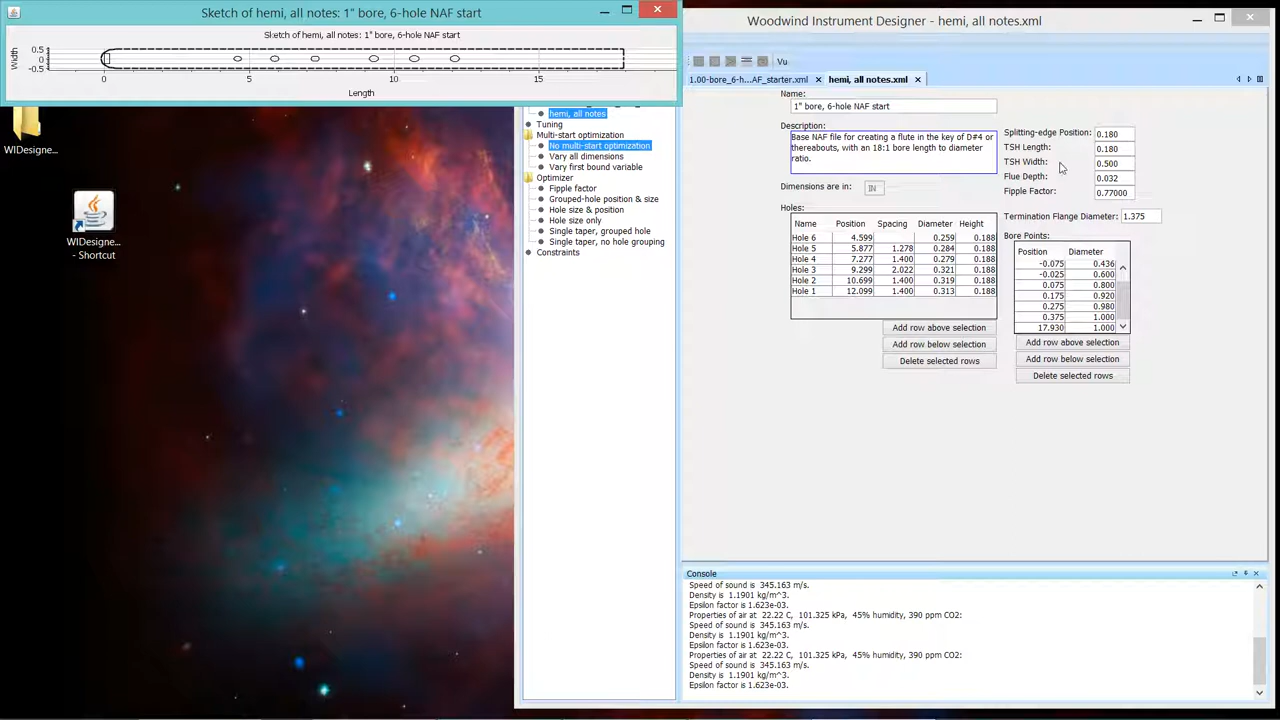 Sketch of hemi, all notes: 1" bore, 6-hole NAF start
Sketch of hemi, all notes: 1" bore, 6-hole NAF start
Width
0.5
0.0
-0.5
0 5 10 15
Length
WIDesigne...
WIDesigne...
- Shortcut
hemi, all notes
Tuning
Multi-start optimization
No multi-start optimization
Vary all dimensions
Vary first bound variable
Optimizer
Fipple factor
Grouped-hole position & size
Hole size & position
Hole size only
Single taper, grouped hole
Single taper, no hole grouping
Constraints
Woodwind Instrument Designer - hemi, all notes.xml
Vu
1.00-bore_6-h...AF_starter.xml hemi, all notes.xml
Name:
1" bore, 6-hole NAF start
Description:
Base NAF file for creating a flute in the key of D#4 or
thereabouts, with an 18:1 bore length to diameter
ratio.
Dimensions are in: IN
Splitting-edge Position: 0.180
TSH Length: 0.180
TSH Width: 0.500
Flue Depth: 0.032
Fipple Factor: 0.77000
Termination Flange Diameter: 1.375
Holes:
Name Position Spacing Diameter Height
Hole 6 4.599 0.259 0.188
Hole 5 5.877 1.278 0.284 0.188
Hole 4 7.277 1.400 0.279 0.188
Hole 3 9.299 2.022 0.321 0.188
Hole 2 10.699 1.400 0.319 0.188
Hole 1 12.099 1.400 0.313 0.188
Add row above selection
Add row below selection
Delete selected rows
Bore Points:
Position Diameter
-0.075 0.436
-0.025 0.600
0.075 0.800
0.175 0.920
0.275 0.980
0.375 1.000
17.930 1.000
Add row above selection
Add row below selection
Delete selected rows
Console
Speed of sound is 345.163 m/s.
Density is 1.1901 kg/m^3.
Epsilon factor is 1.623e-03.
Properties of air at 22.22 C, 101.325 kPa, 45% humidity, 390 ppm CO2:
Speed of sound is 345.163 m/s.
Density is 1.1901 kg/m^3.
Epsilon factor is 1.623e-03.
Properties of air at 22.22 C, 101.325 kPa, 45% humidity, 390 ppm CO2:
Speed of sound is 345.163 m/s.
Density is 1.1901 kg/m^3.
Epsilon factor is 1.623e-03.